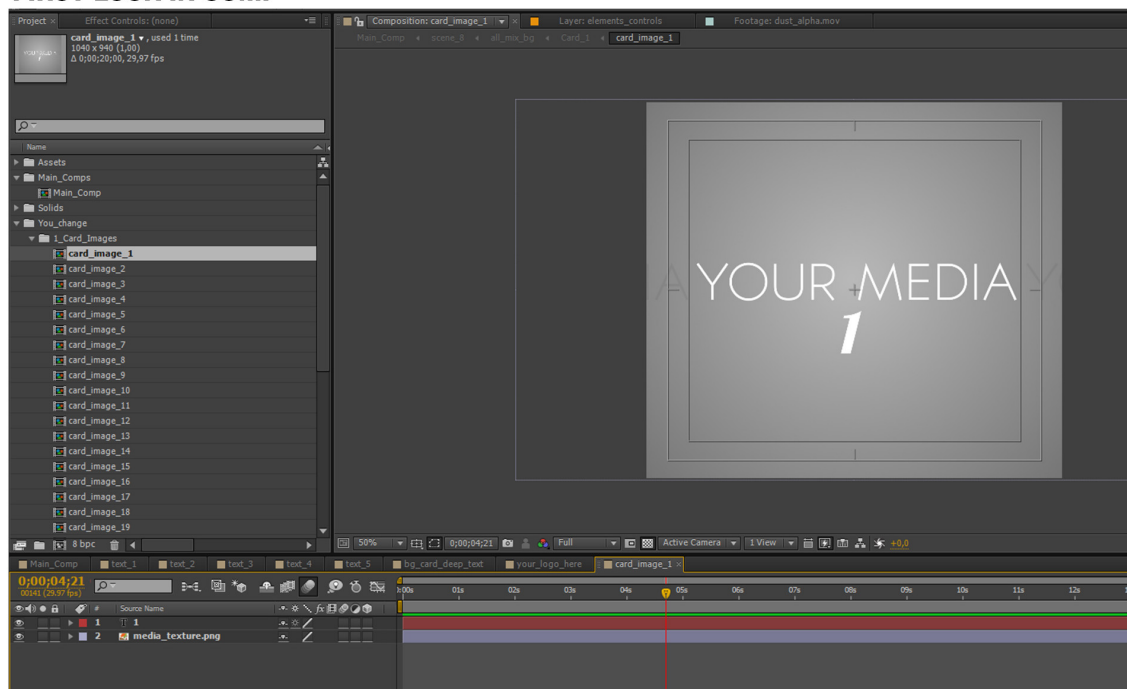 Project ×
Effect Controls: (none)
card_image_1 , used 1 time
1040 x 940 (1,00)
Δ 0;00;20;00, 29,97 fps
Name
Assets
Main_Comps
Main_Comp
Solids
You_change
1_Card_Images
card_image_1
card_image_2
card_image_3
card_image_4
card_image_5
card_image_6
card_image_7
card_image_8
card_image_9
card_image_10
card_image_11
card_image_12
card_image_13
card_image_14
card_image_15
card_image_16
card_image_17
card_image_18
card_image_19
8 bpc
Composition: card_image_1
Layer: elements_controls
Footage: dust_alpha.mov
Main_Comp scene_8 all_mix_bg Card_1 card_image_1
YOUR MEDIA
1
50% 0;00;04;21 Full Active Camera 1 View +0,0
Main_Comp text_1 text_2 text_3 text_4 text_5 bg_card_deep_text your_logo_here card_image_1 ×
0;00;04;21
00141 (29.97 fps)
00s 01s 02s 03s 04s 05s 06s 07s 08s 09s 10s 11s 12s
# Source Name
1 T 1
2 media_texture.png